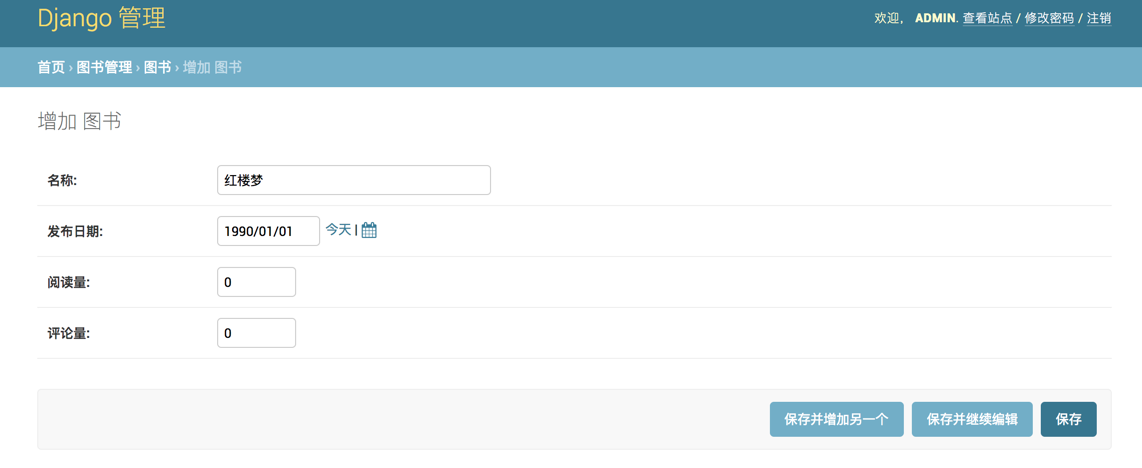 Django 管理
欢迎， ADMIN. 查看站点 / 修改密码 / 注销
首页 › 图书管理 › 图书 › 增加 图书
增加 图书
名称: 红楼梦
发布日期: 1990/01/01 今天 |
阅读量: 0
评论量: 0
保存并增加另一个 保存并继续编辑 保存